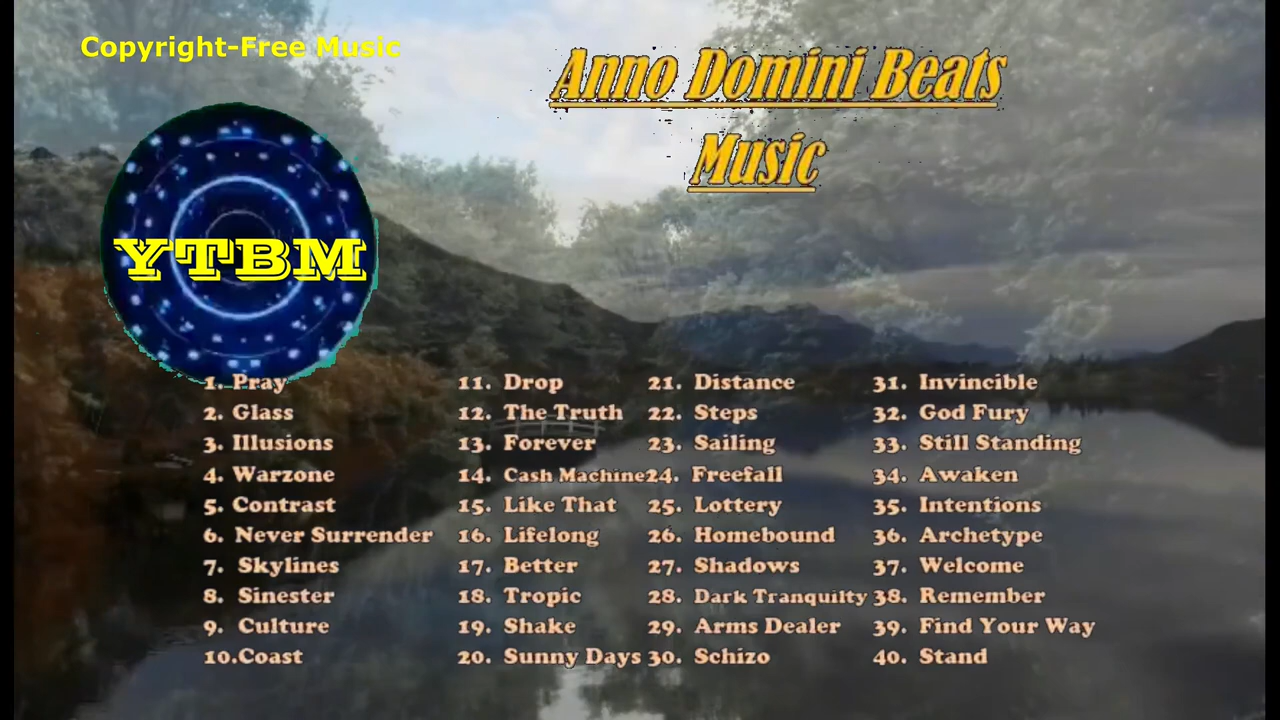 Copyright-Free Music
Anno Domini Beats
Music
YTBM
1. Pray
2. Glass
3. Illusions
4. Warzone
5. Contrast
6. Never Surrender
7. Skylines
8. Sinester
9. Culture
10.Coast
11. Drop
12. The Truth
13. Forever
14. Cash Machine
15. Like That
16. Lifelong
17. Better
18. Tropic
19. Shake
20. Sunny Days
21. Distance
22. Steps
23. Sailing
24. Freefall
25. Lottery
26. Homebound
27. Shadows
28. Dark Tranquilty
29. Arms Dealer
30. Schizo
31. Invincible
32. God Fury
33. Still Standing
34. Awaken
35. Intentions
36. Archetype
37. Welcome
38. Remember
39. Find Your Way
40. Stand